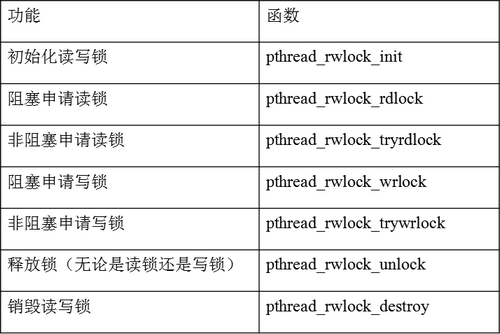 功能 函数
初始化读写锁 pthread_rwlock_init
阻塞申请读锁 pthread_rwlock_rdlock
非阻塞申请读锁 pthread_rwlock_tryrdlock
阻塞申请写锁 pthread_rwlock_wrlock
非阻塞申请写锁 pthread_rwlock_trywrlock
释放锁（无论是读锁还是写锁） pthread_rwlock_unlock
销毁读写锁 pthread_rwlock_destroy